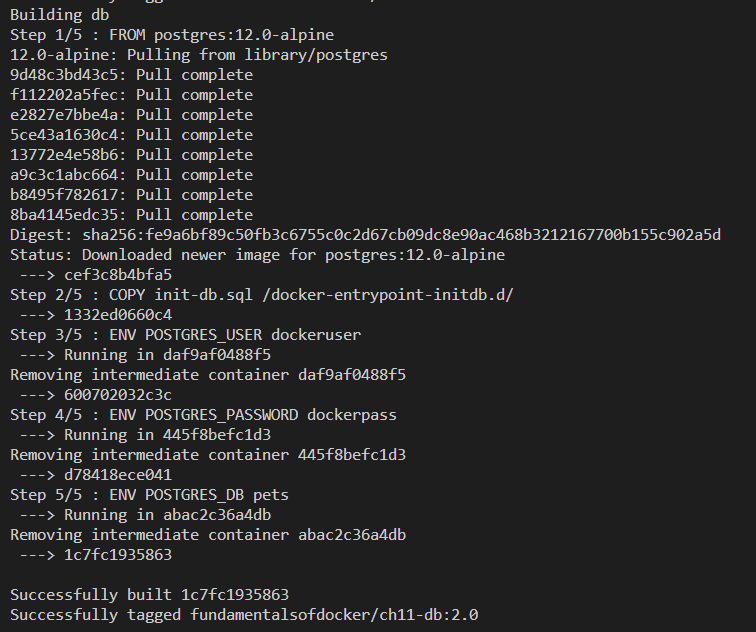 Building db
Step 1/5 : FROM postgres:12.0-alpine
12.0-alpine: Pulling from library/postgres
9d48c3bd43c5: Pull complete
f112202a5fec: Pull complete
e2827e7bbe4a: Pull complete
5ce43a1630c4: Pull complete
13772e4e58b6: Pull complete
a9c3c1abc664: Pull complete
b8495f782617: Pull complete
8ba4145edc35: Pull complete
Digest: sha256:fe9a6bf89c50fb3c6755c0c2d67cb09dc8e90ac468b3212167700b155c902a5d
Status: Downloaded newer image for postgres:12.0-alpine
 ---> cef3c8b4bfa5
Step 2/5 : COPY init-db.sql /docker-entrypoint-initdb.d/
 ---> 1332ed0660c4
Step 3/5 : ENV POSTGRES_USER dockeruser
 ---> Running in daf9af0488f5
Removing intermediate container daf9af0488f5
 ---> 600702032c3c
Step 4/5 : ENV POSTGRES_PASSWORD dockerpass
 ---> Running in 445f8befc1d3
Removing intermediate container 445f8befc1d3
 ---> d78418ece041
Step 5/5 : ENV POSTGRES_DB pets
 ---> Running in abac2c36a4db
Removing intermediate container abac2c36a4db
 ---> 1c7fc1935863
Successfully built 1c7fc1935863
Successfully tagged fundamentalsofdocker/ch11-db:2.0